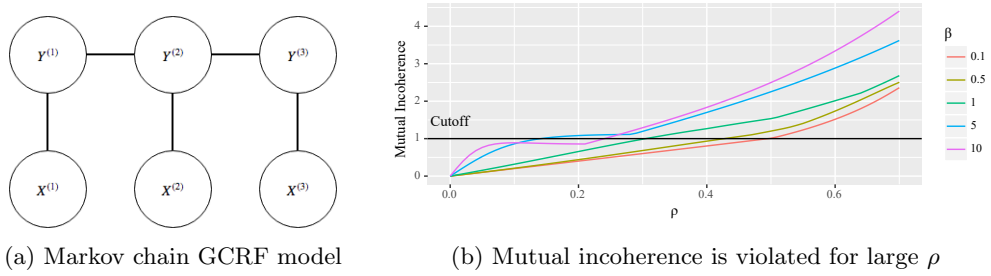 Y(1)
Y(2)
Y(3)
X(1)
X(2)
X(3)
(a) Markov chain GCRF model
Mutual Incoherence
4
3
2
1
0
Cutoff
0.0
0.2
0.4
0.6
ρ
β
0.1
0.5
1
5
10
(b) Mutual incoherence is violated for large ρ